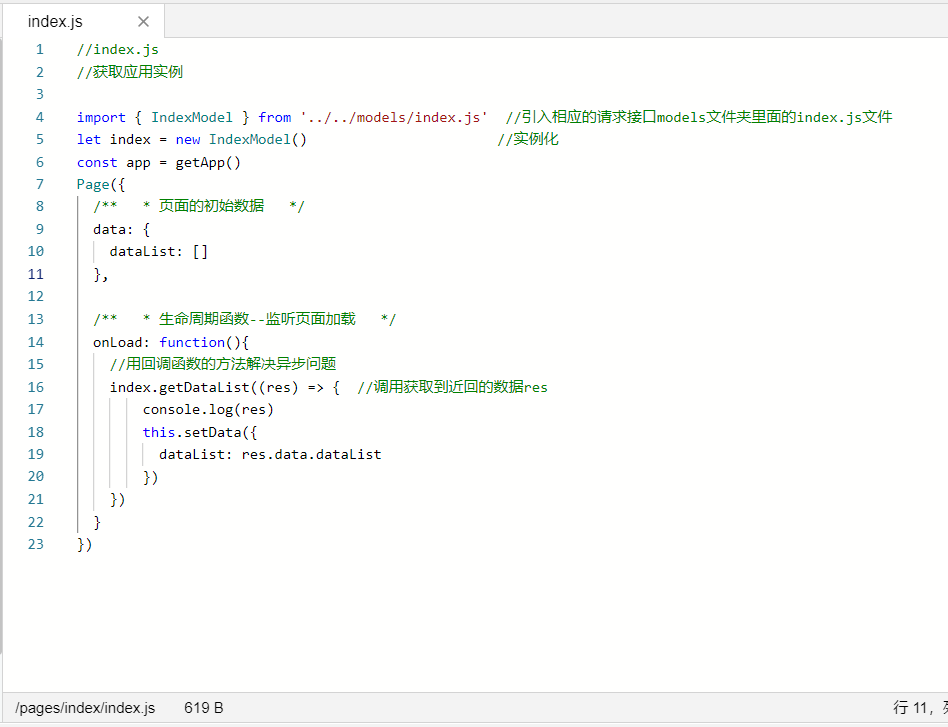 index.js ×
1 //index.js
2 //获取应用实例
3
4 import { IndexModel } from '../../models/index.js'  //引入相应的请求接口models文件夹里面的index.js文件
5 let index = new IndexModel()                       //实例化
6 const app = getApp()
7 Page({
8   /**   * 页面的初始数据   */
9   data: {
10     dataList: []
11   },
12
13   /**   * 生命周期函数--监听页面加载   */
14   onLoad: function(){
15     //用回调函数的方法解决异步问题
16     index.getDataList((res) => {  //调用获取到近回的数据res
17         console.log(res)
18         this.setData({
19           dataList: res.data.dataList
20         })
21     })
22   }
23 })
/pages/index/index.js 619 B 行 11,